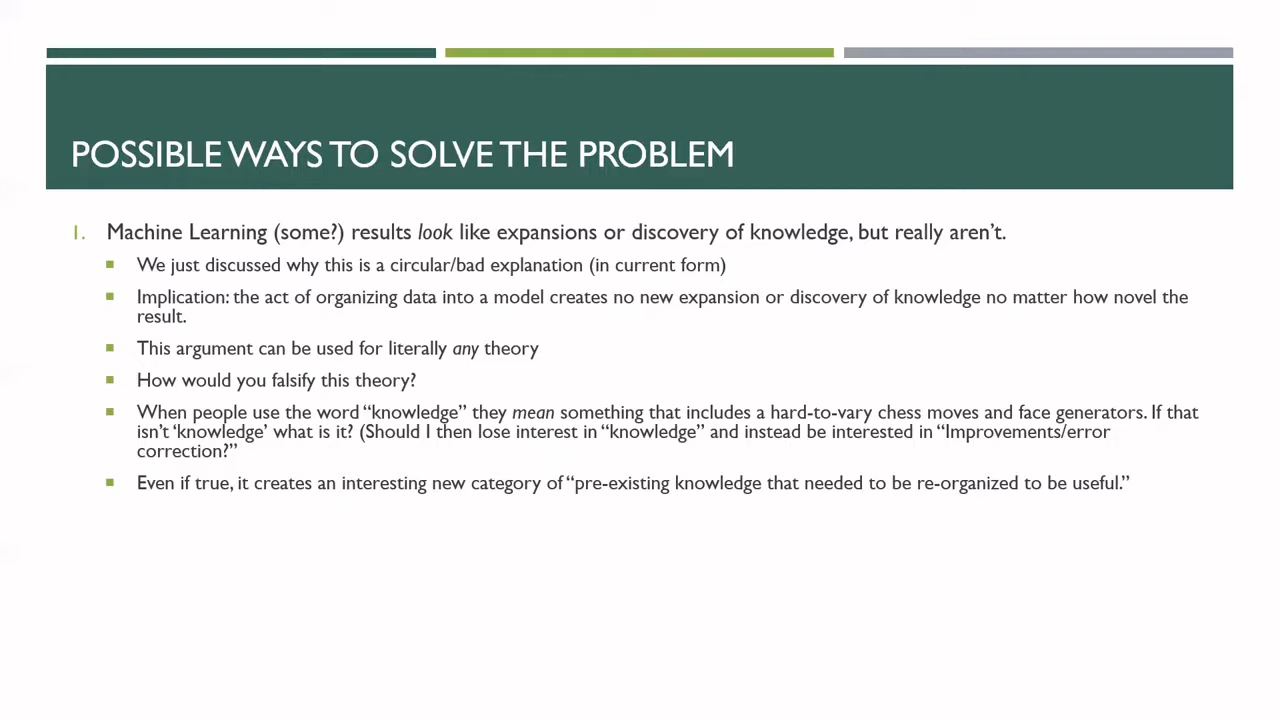 POSSIBLE WAYS TO SOLVE THE PROBLEM
1. Machine Learning (some?) results look like expansions or discovery of knowledge, but really aren’t.
▪ We just discussed why this is a circular/bad explanation (in current form)
▪ Implication: the act of organizing data into a model creates no new expansion or discovery of knowledge no matter how novel the
result.
▪ This argument can be used for literally any theory
▪ How would you falsify this theory?
▪ When people use the word “knowledge” they mean something that includes a hard-to-vary chess moves and face generators. If that
isn’t ‘knowledge’ what is it? (Should I then lose interest in “knowledge” and instead be interested in “Improvements/error
correction?”
▪ Even if true, it creates an interesting new category of “pre-existing knowledge that needed to be re-organized to be useful.”